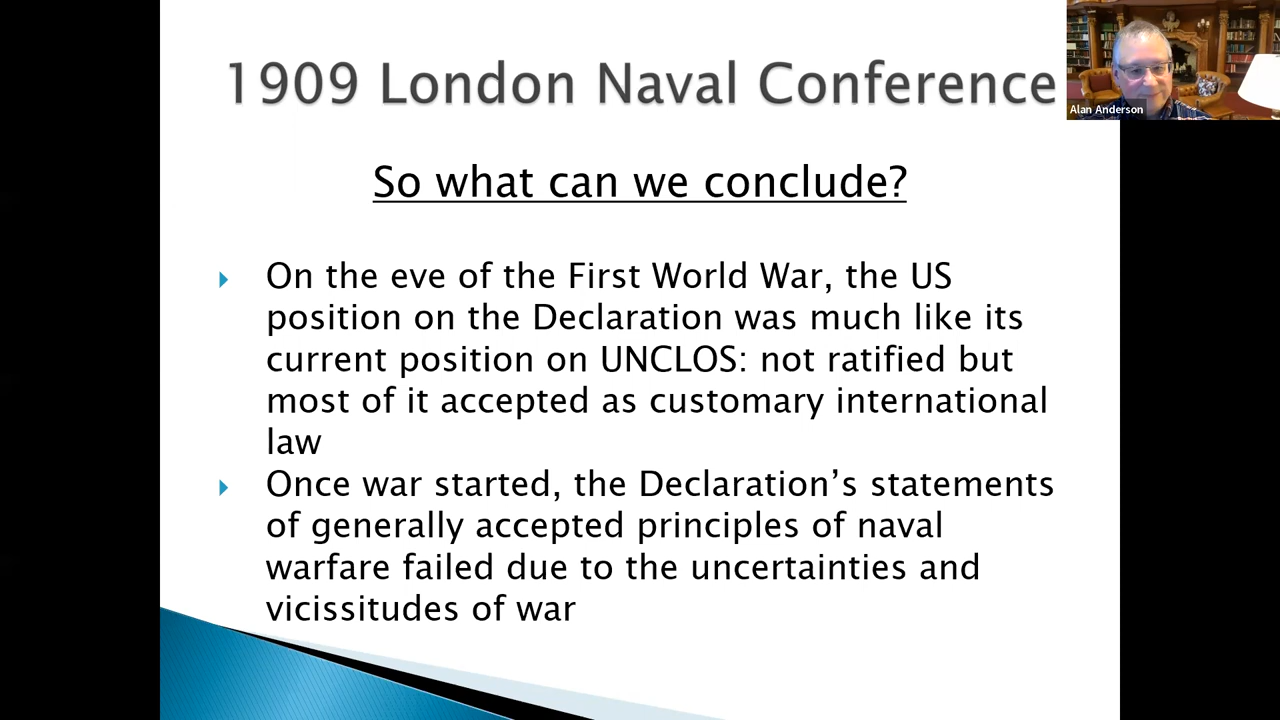 1909 London Naval Conference
Alan Anderson
So what can we conclude?
On the eve of the First World War, the US
position on the Declaration was much like its
current position on UNCLOS: not ratified but
most of it accepted as customary international
law
Once war started, the Declaration’s statements
of generally accepted principles of naval
warfare failed due to the uncertainties and
vicissitudes of war